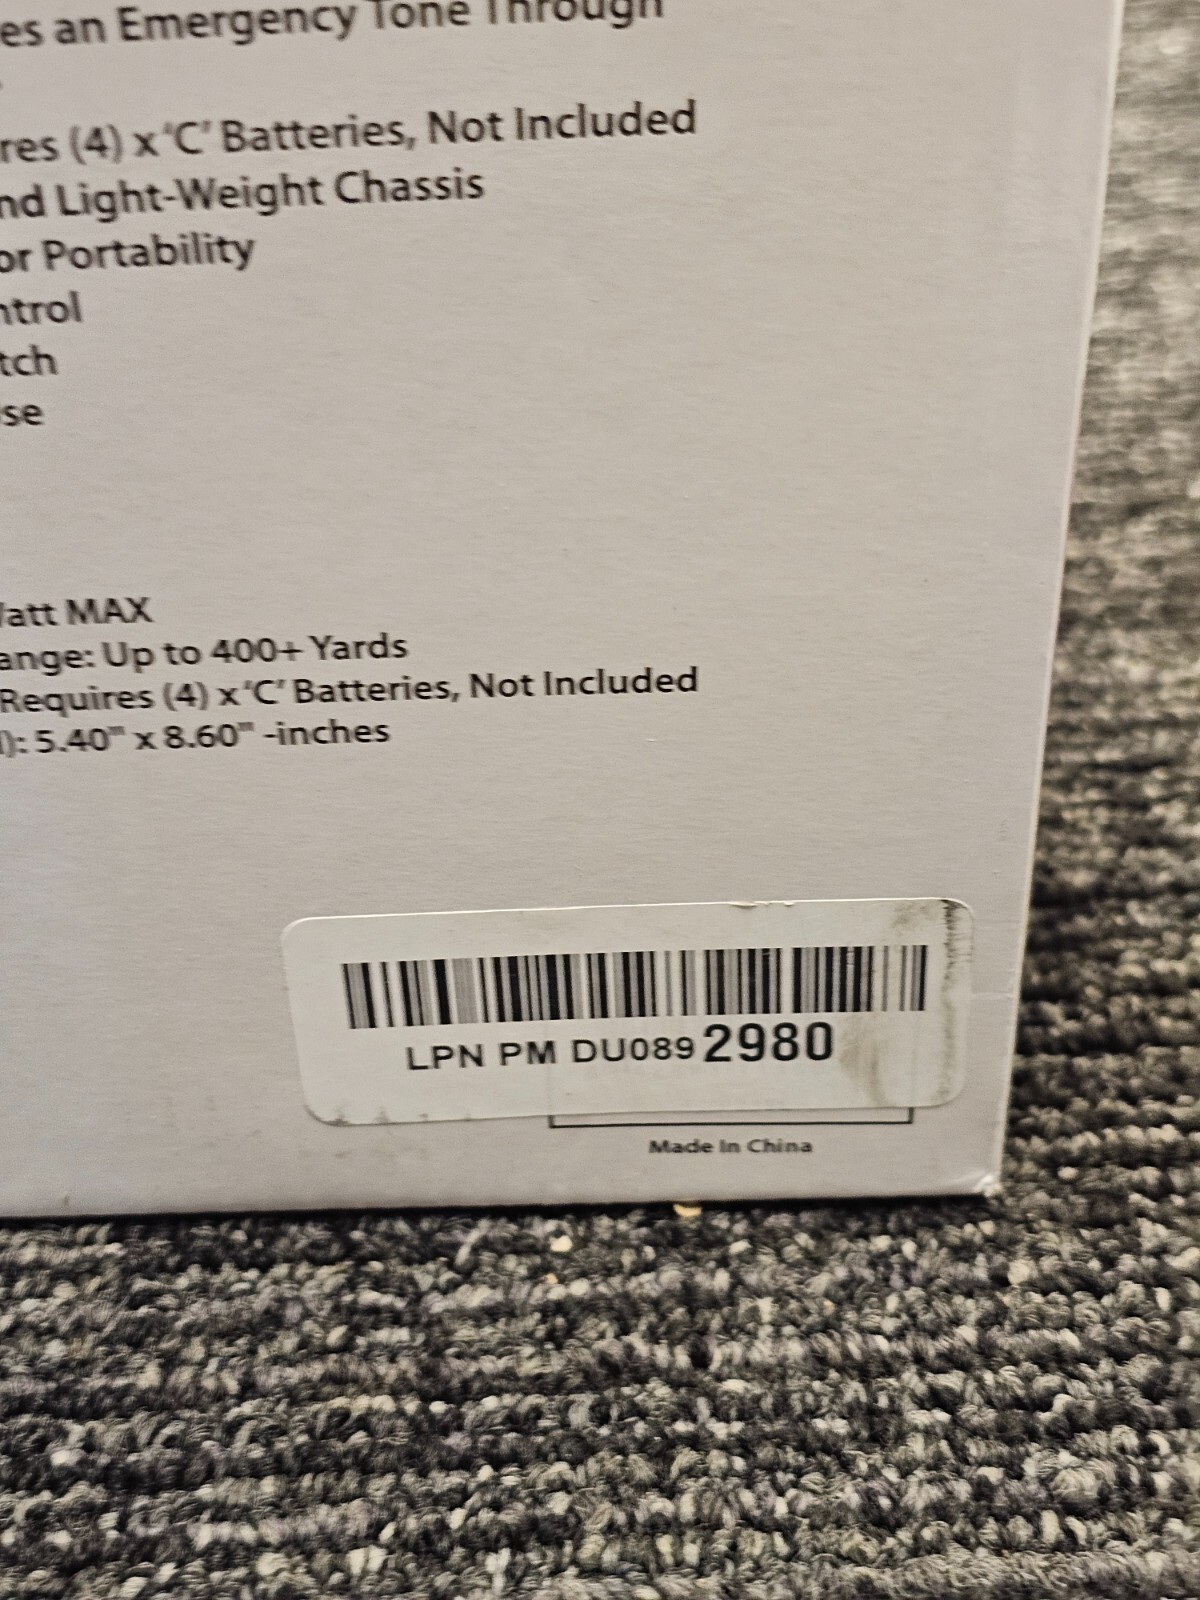 es an Emergency Tone Through
res (4) x 'C' Batteries, Not Included
nd Light-Weight Chassis
or Portability
ntrol
tch
se
Watt MAX
ange: Up to 400+ Yards
Requires (4) x 'C' Batteries, Not Included
): 5.40" x 8.60" -inches
LPN PM DU089 2980
Made In China